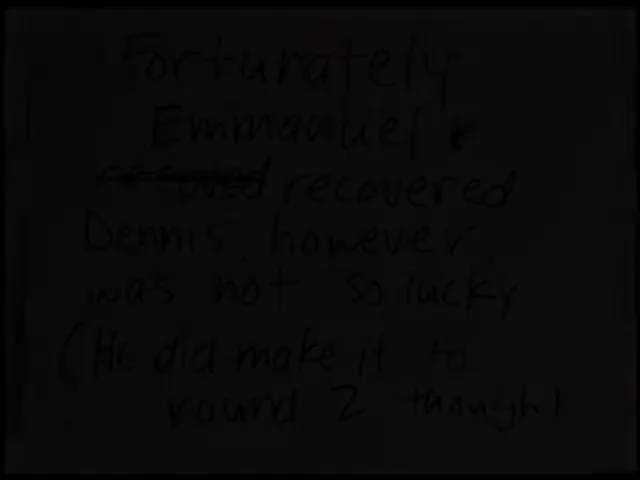 Fortunately
Emmanuel
recovered
Dennis, however,
was not so lucky
(He did make it to
round 2 though)